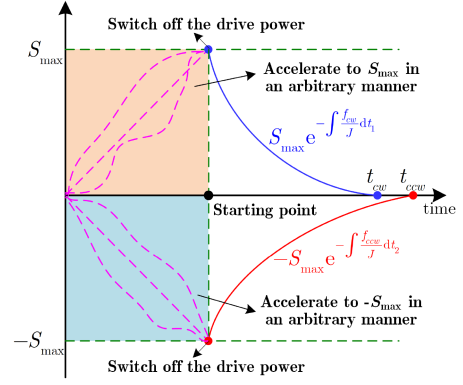 Switch off the drive power
S_max
Accelerate to S_max in
an arbitrary manner
S_max e^{-∫ f_cw/J dt_1}
t_cw
t_ccw
Starting point
time
-S_max e^{-∫ f_ccw/J dt_2}
Accelerate to -S_max in
an arbitrary manner
-S_max
Switch off the drive power